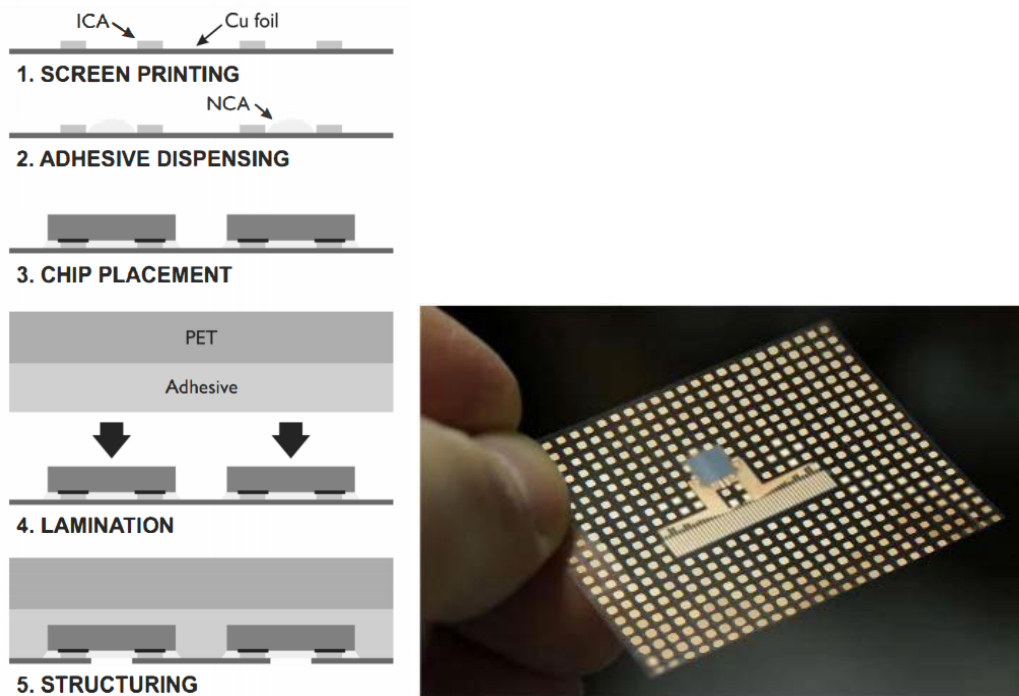 ICA
Cu foil
1. SCREEN PRINTING
NCA
2. ADHESIVE DISPENSING
3. CHIP PLACEMENT
PET
Adhesive
4. LAMINATION
5. STRUCTURING